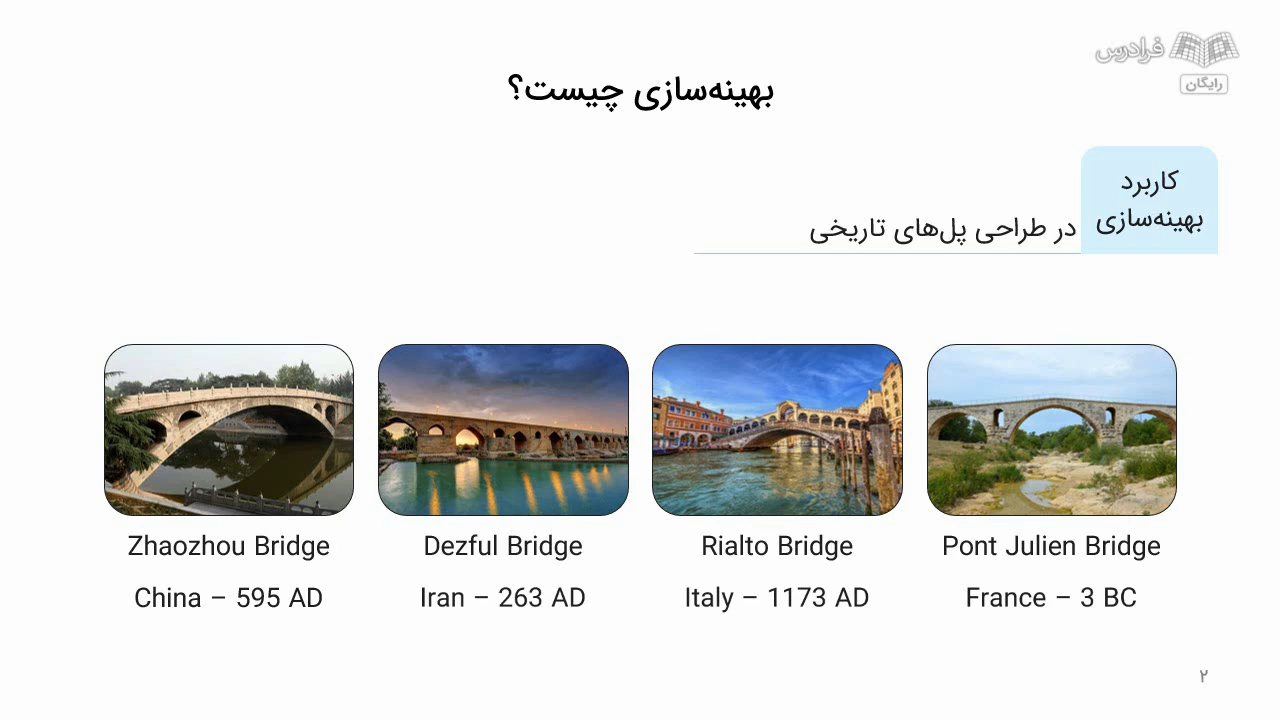 فرادرس
رایگان
بهینه‌سازی چیست؟
کاربرد
بهینه‌سازی
در طراحی پل‌های تاریخی
Zhaozhou Bridge
China – 595 AD
Dezful Bridge
Iran – 263 AD
Rialto Bridge
Italy – 1173 AD
Pont Julien Bridge
France – 3 BC
۲